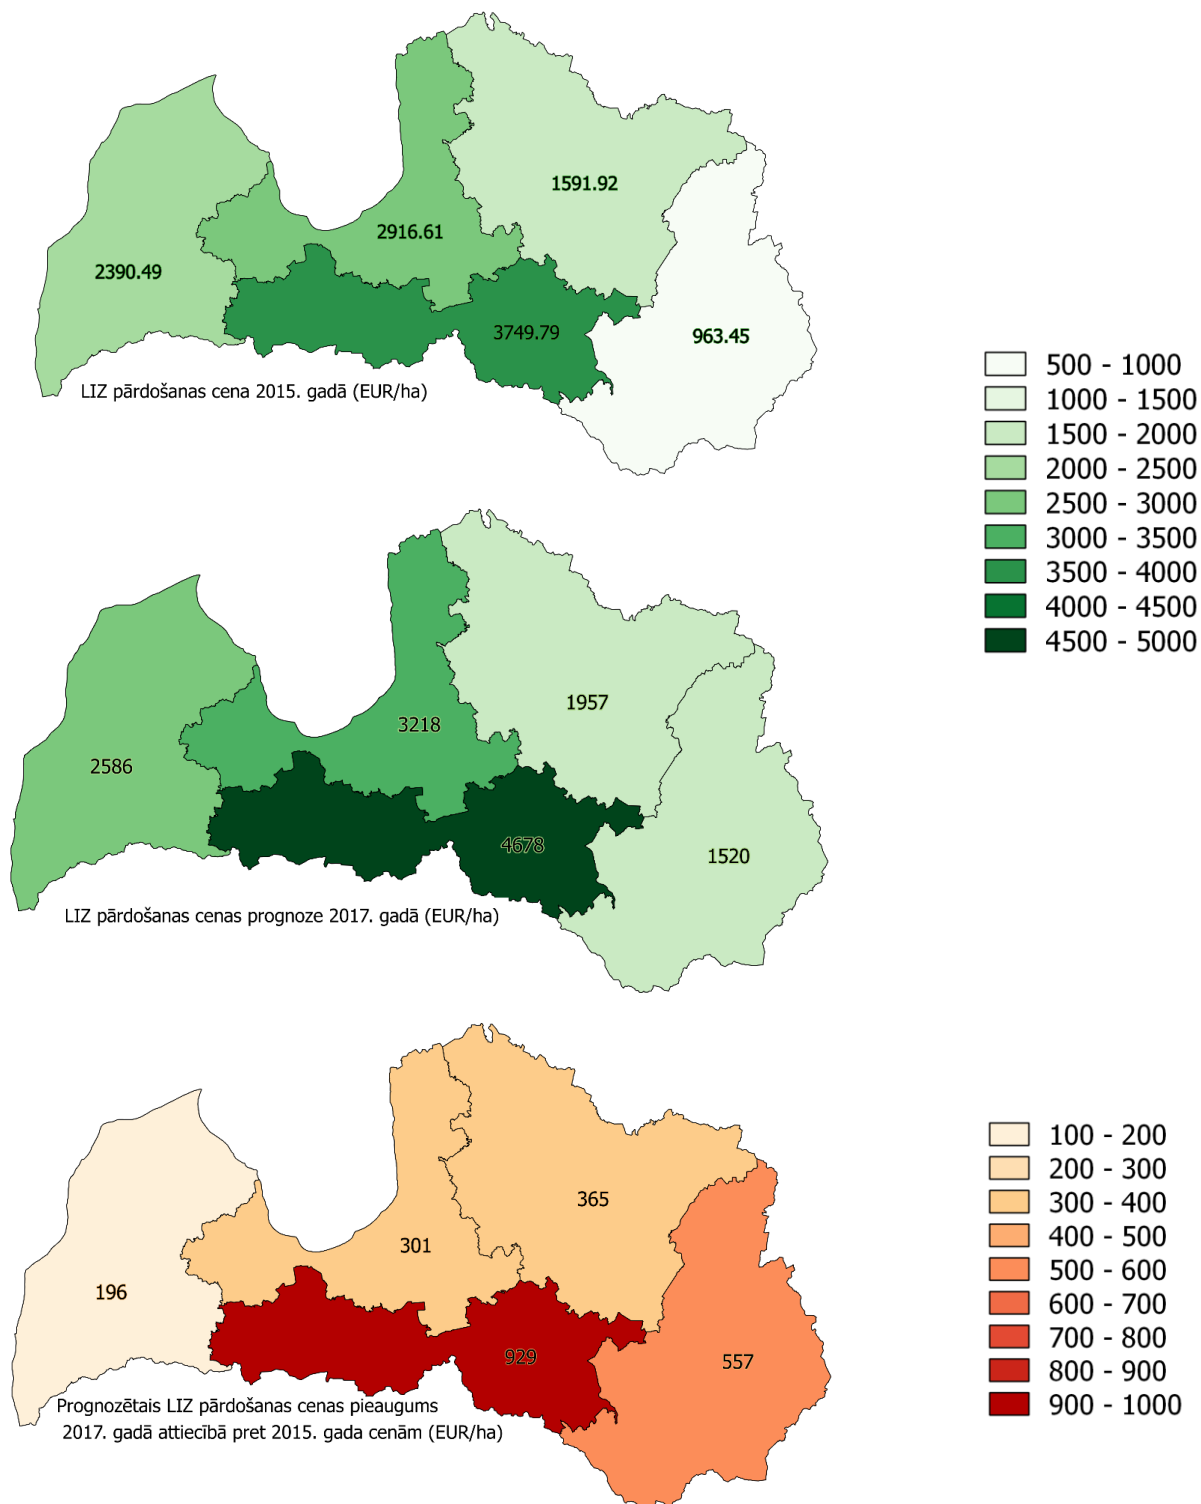 1591.92
2916.61
2390.49
3749.79
963.45
LIZ pārdošanas cena 2015. gadā (EUR/ha)
500 - 1000
1000 - 1500
1500 - 2000
2000 - 2500
2500 - 3000
3000 - 3500
3500 - 4000
4000 - 4500
4500 - 5000
1957
3218
2586
4678
1520
LIZ pārdošanas cenas prognoze 2017. gadā (EUR/ha)
365
301
196
929
557
Prognozētais LIZ pārdošanas cenas pieaugums
2017. gadā attiecībā pret 2015. gada cenām (EUR/ha)
100 - 200
200 - 300
300 - 400
400 - 500
500 - 600
600 - 700
700 - 800
800 - 900
900 - 1000